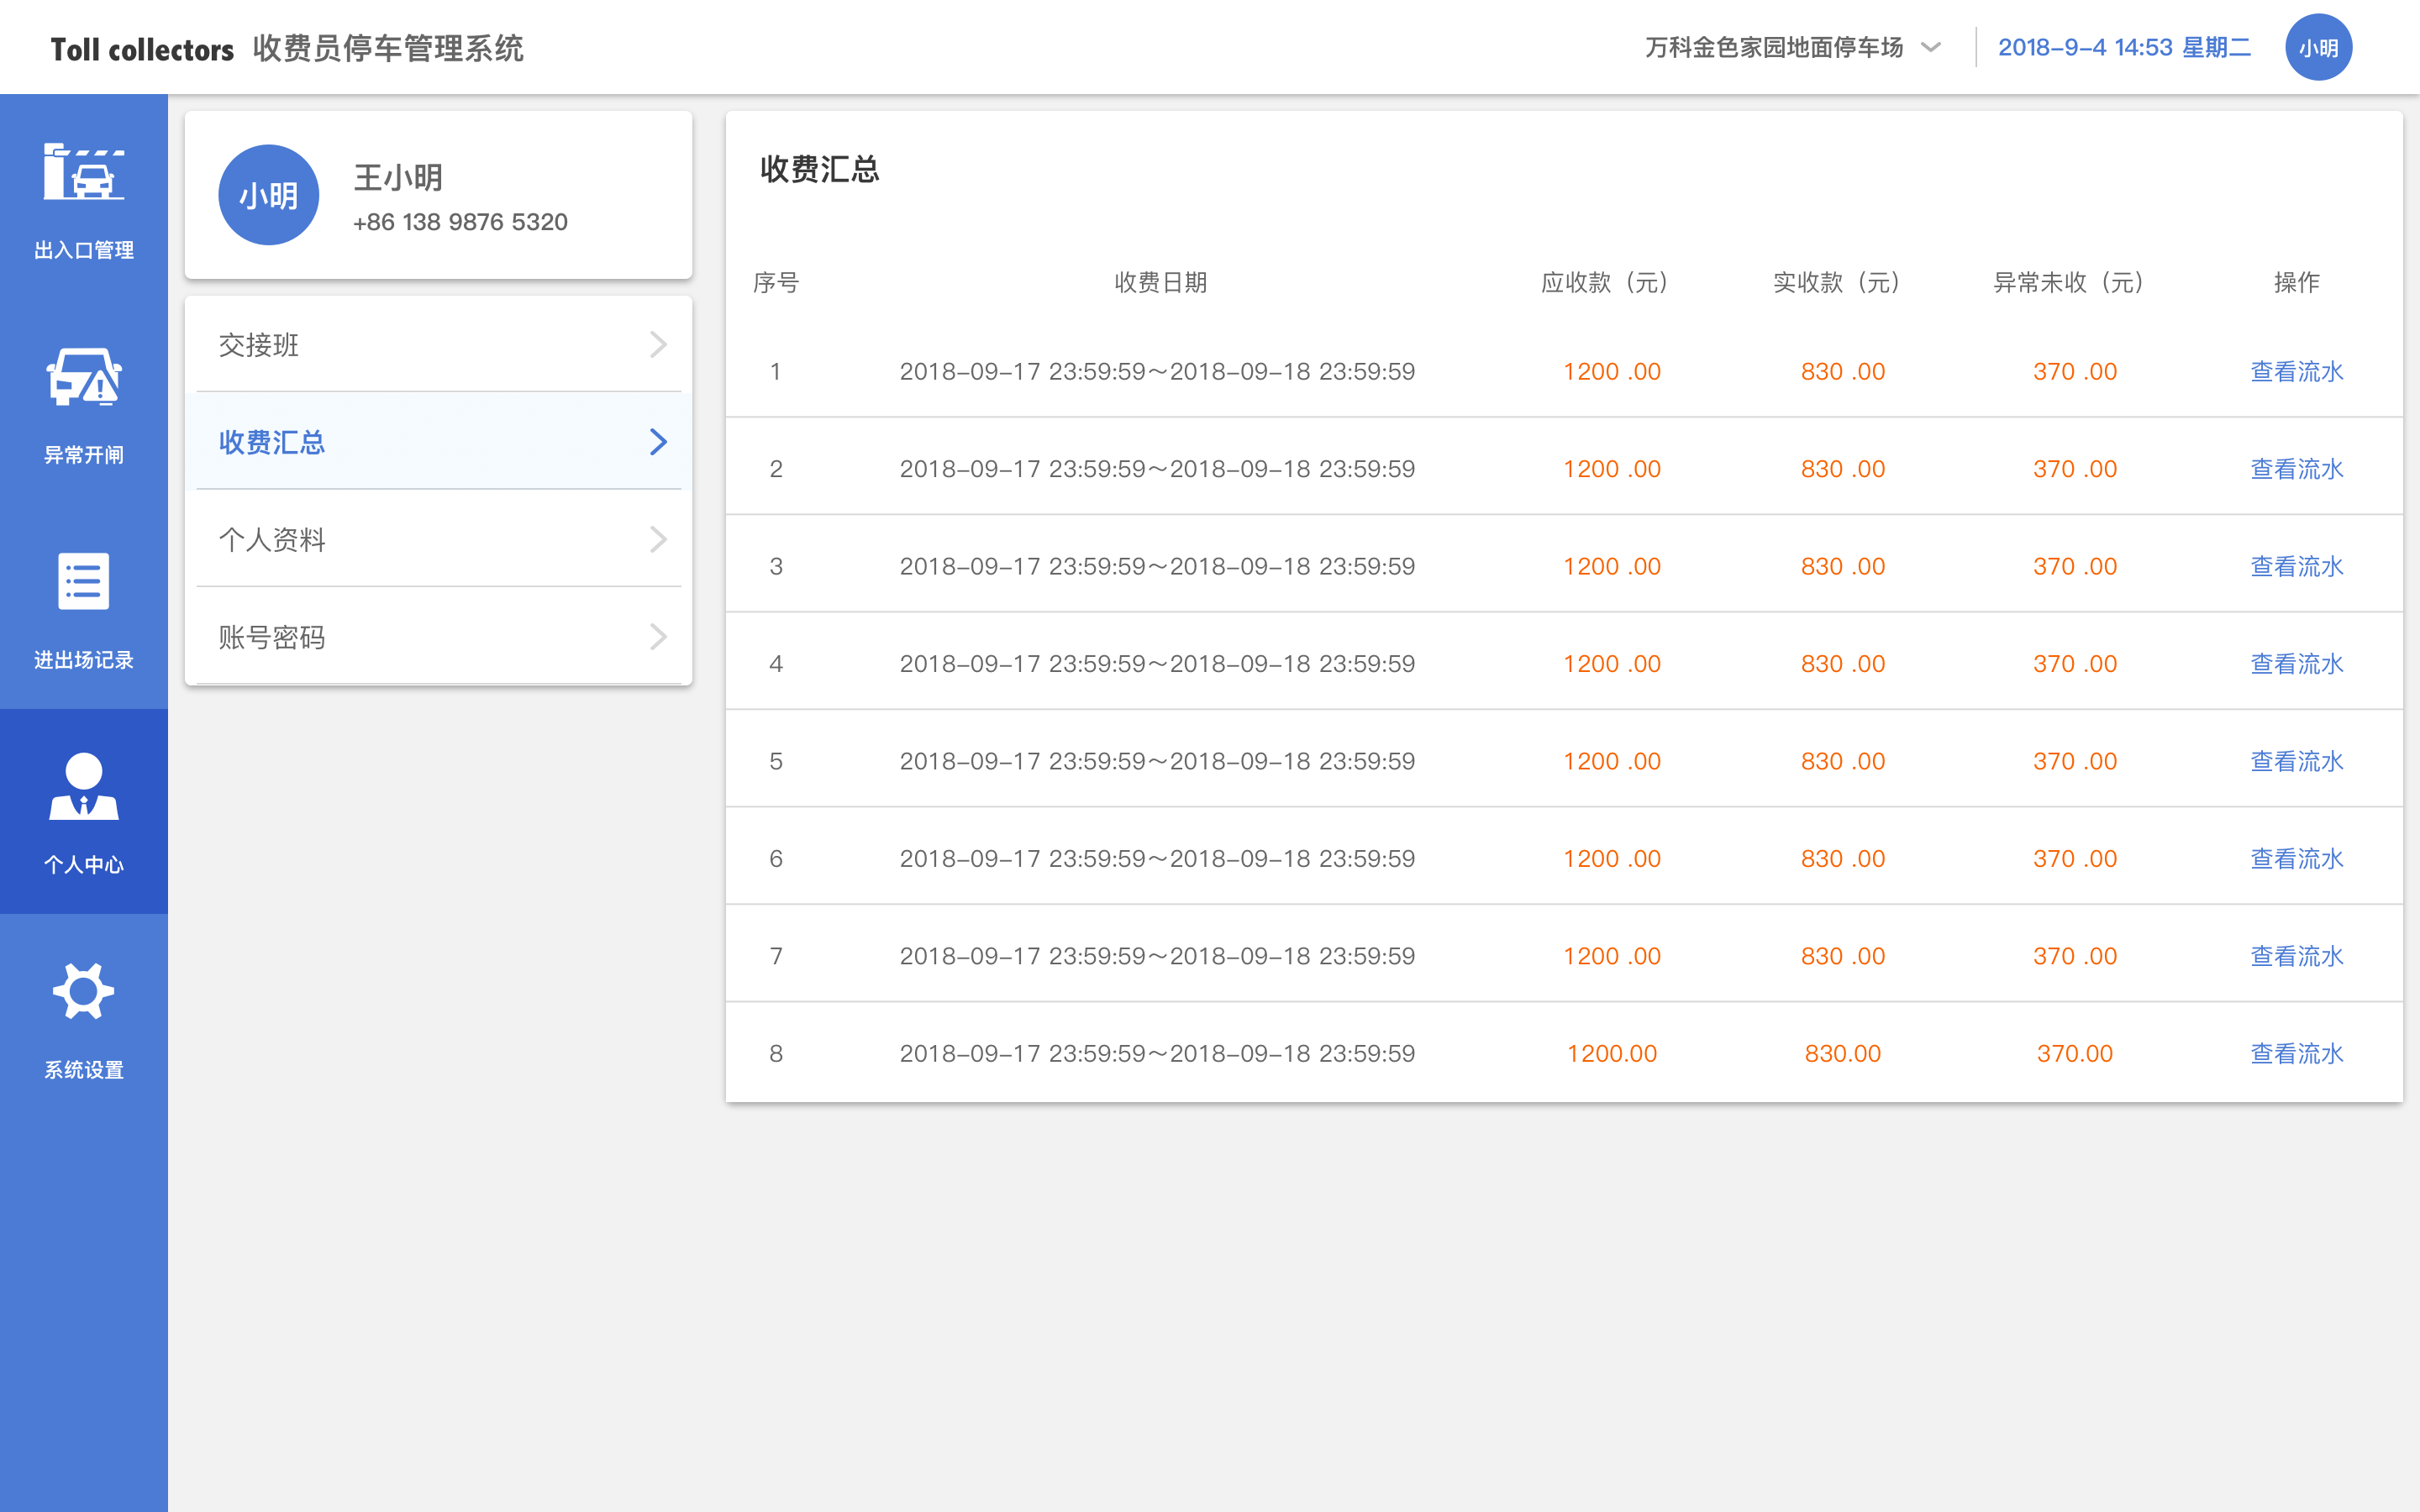 Toll collectors 收费员停车管理系统
万科金色家园地面停车场
2018-9-4 14:53 星期二
小明
出入口管理
异常开闸
进出场记录
个人中心
系统设置
小明
王小明
+86 138 9876 5320
交接班
收费汇总
个人资料
账号密码
收费汇总
序号 收费日期 应收款（元） 实收款（元） 异常未收（元） 操作
1 2018-09-17 23:59:59～2018-09-18 23:59:59 1200 .00 830 .00 370 .00 查看流水
2 2018-09-17 23:59:59～2018-09-18 23:59:59 1200 .00 830 .00 370 .00 查看流水
3 2018-09-17 23:59:59～2018-09-18 23:59:59 1200 .00 830 .00 370 .00 查看流水
4 2018-09-17 23:59:59～2018-09-18 23:59:59 1200 .00 830 .00 370 .00 查看流水
5 2018-09-17 23:59:59～2018-09-18 23:59:59 1200 .00 830 .00 370 .00 查看流水
6 2018-09-17 23:59:59～2018-09-18 23:59:59 1200 .00 830 .00 370 .00 查看流水
7 2018-09-17 23:59:59～2018-09-18 23:59:59 1200 .00 830 .00 370 .00 查看流水
8 2018-09-17 23:59:59～2018-09-18 23:59:59 1200.00 830.00 370.00 查看流水